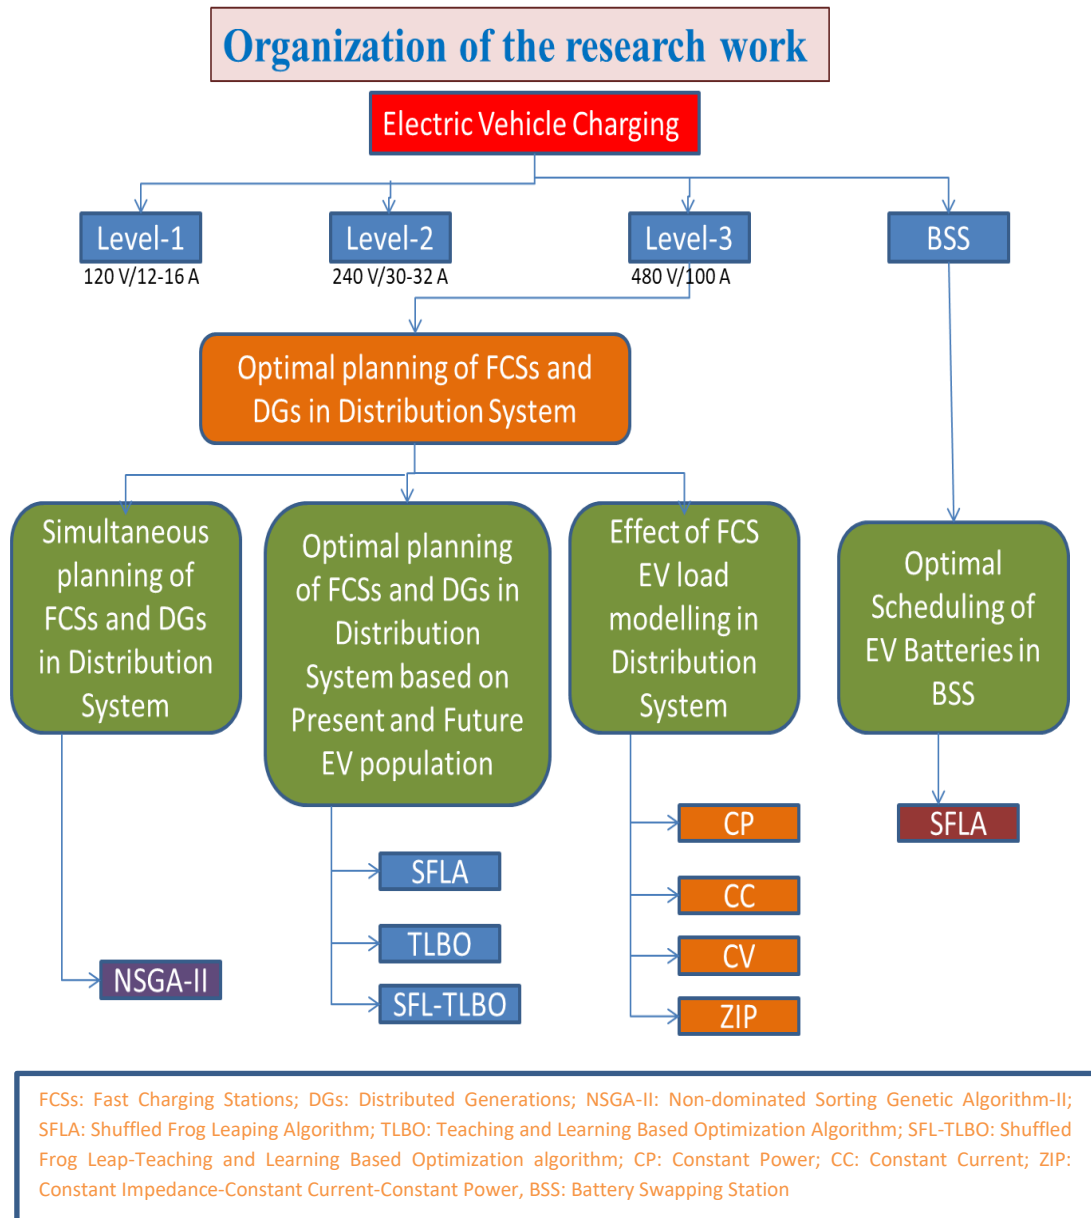 Organization of the research work
Electric Vehicle Charging
Level-1
120 V/12-16 A
Level-2
240 V/30-32 A
Level-3
480 V/100 A
BSS
Optimal planning of FCSs and
DGs in Distribution System
Simultaneous
planning of
FCSs and DGs
in Distribution
System
Optimal planning
of FCSs and DGs in
Distribution
System based on
Present and Future
EV population
Effect of FCS
EV load
modelling in
Distribution
System
Optimal
Scheduling of
EV Batteries in
BSS
NSGA-II
SFLA
TLBO
SFL-TLBO
CP
CC
CV
ZIP
SFLA
FCSs: Fast Charging Stations; DGs: Distributed Generations; NSGA-II: Non-dominated Sorting Genetic Algorithm-II;
SFLA: Shuffled Frog Leaping Algorithm; TLBO: Teaching and Learning Based Optimization Algorithm; SFL-TLBO: Shuffled
Frog Leap-Teaching and Learning Based Optimization algorithm; CP: Constant Power; CC: Constant Current; ZIP:
Constant Impedance-Constant Current-Constant Power, BSS: Battery Swapping Station